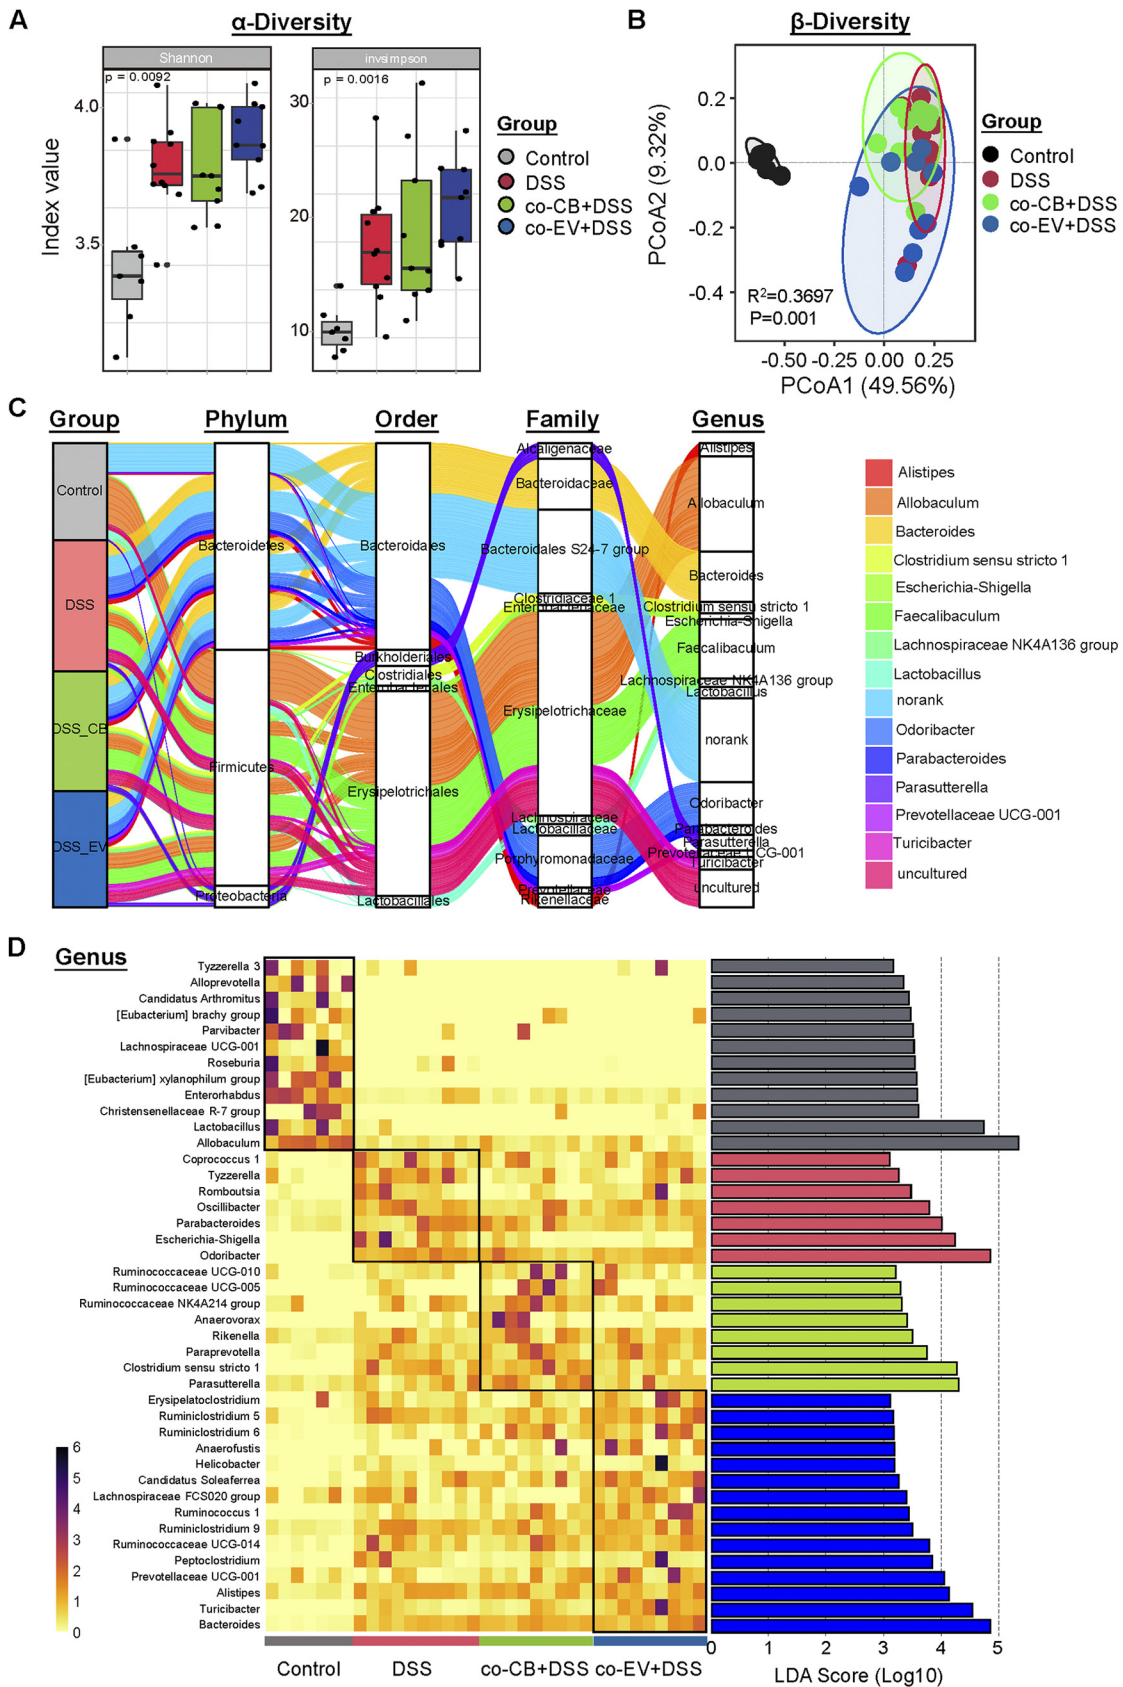 A
α-Diversity
Shannon
invsimpson
p = 0.0092
p = 0.0016
4.0
3.5
30
20
10
Index value
Group
Control
DSS
co-CB+DSS
co-EV+DSS
B
β-Diversity
0.2
0.0
-0.2
-0.4
PCoA2 (9.32%)
R²=0.3697
P=0.001
-0.50 -0.25 0.00 0.25
PCoA1 (49.56%)
Group
Control
DSS
co-CB+DSS
co-EV+DSS
C
Group
Phylum
Order
Family
Genus
Control
DSS
DSS_CB
DSS_EV
Bacteroidetes
Firmicutes
Proteobacteria
Bacteroidales
Burkholderiales
Clostridiales
Enterobacteriales
Erysipelotrichales
Lactobacillales
Alcaligenaceae
Bacteroidaceae
Bacteroidales S24-7 group
Clostridiaceae 1
Enterobacteriaceae
Erysipelotrichaceae
Lachnospiraceae
Lactobacillaceae
Porphyromonadaceae
Prevotellaceae
Rikenellaceae
Alistipes
Allobaculum
Bacteroides
Clostridium sensu stricto 1
Escherichia-Shigella
Faecalibaculum
Lachnospiraceae NK4A136 group
Lactobacillus
norank
Odoribacter
Parabacteroides
Parasutterella
Prevotellaceae UCG-001
Turicibacter
uncultured
Alistipes
Allobaculum
Bacteroides
Clostridium sensu stricto 1
Escherichia-Shigella
Faecalibaculum
Lachnospiraceae NK4A136 group
Lactobacillus
norank
Odoribacter
Parabacteroides
Parasutterella
Prevotellaceae UCG-001
Turicibacter
uncultured
D
Genus
Tyzzerella 3
Alloprevotella
Candidatus Arthromitus
[Eubacterium] brachy group
Parvibacter
Lachnospiraceae UCG-001
Roseburia
[Eubacterium] xylanophilum group
Enterorhabdus
Christensenellaceae R-7 group
Lactobacillus
Allobaculum
Coprococcus 1
Tyzzerella
Romboutsia
Oscillibacter
Parabacteroides
Escherichia-Shigella
Odoribacter
Ruminococcaceae UCG-010
Ruminococcaceae UCG-005
Ruminococcaceae NK4A214 group
Anaerovorax
Rikenella
Paraprevotella
Clostridium sensu stricto 1
Parasutterella
Erysipelatoclostridium
Ruminiclostridium 5
Ruminiclostridium 6
Anaerofustis
Helicobacter
Candidatus Soleaferrea
Lachnospiraceae FCS020 group
Ruminococcus 1
Ruminiclostridium 9
Ruminococcaceae UCG-014
Peptoclostridium
Prevotellaceae UCG-001
Alistipes
Turicibacter
Bacteroides
6
5
4
3
2
1
0
Control
DSS
co-CB+DSS
co-EV+DSS
0 1 2 3 4 5
LDA Score (Log10)